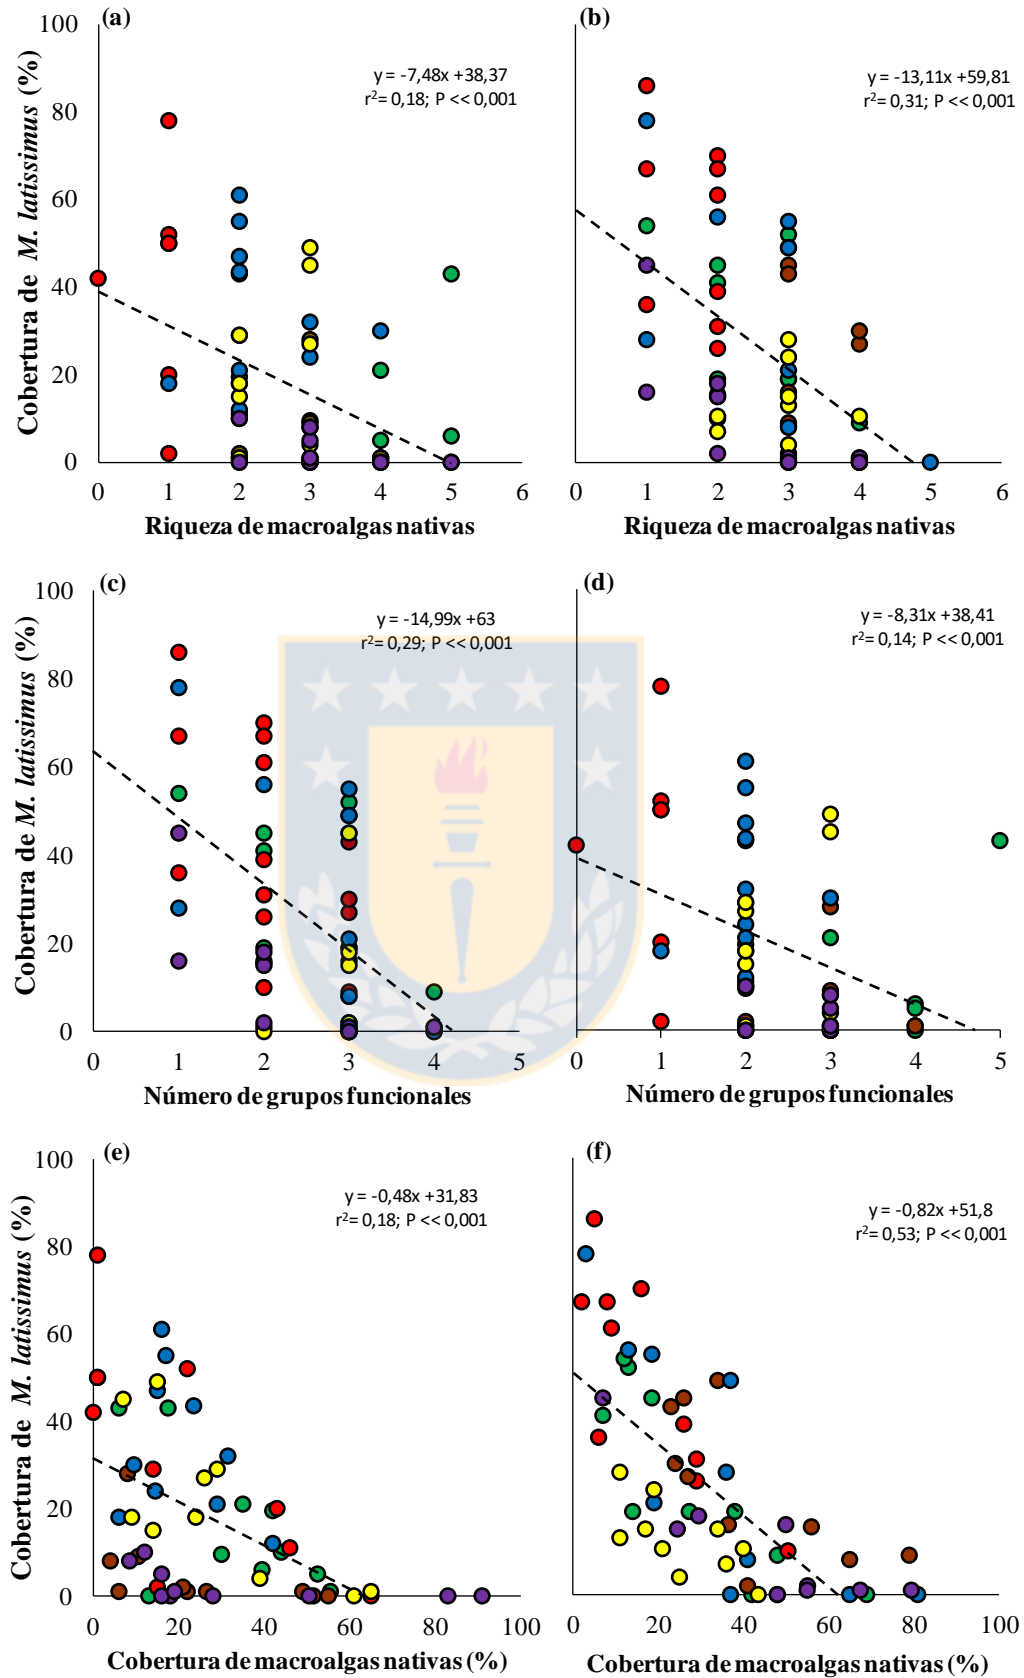 (a)
y = -7,48x +38,37
r²= 0,18; P << 0,001
Cobertura de M. latissimus (%)
100
80
60
40
20
0
0 1 2 3 4 5 6
Riqueza de macroalgas nativas
(b)
y = -13,11x +59,81
r²= 0,31; P << 0,001
0 1 2 3 4 5 6
Riqueza de macroalgas nativas
(c)
y = -14,99x +63
r²= 0,29; P << 0,001
Cobertura de M. latissimus (%)
100
80
60
40
20
0
0 1 2 3 4 5
Número de grupos funcionales
(d)
y = -8,31x +38,41
r²= 0,14; P << 0,001
0 1 2 3 4 5
Número de grupos funcionales
(e)
y = -0,48x +31,83
r²= 0,18; P << 0,001
Cobertura de M. latissimus (%)
100
80
60
40
20
0
0 20 40 60 80 100
Cobertura de macroalgas nativas (%)
(f)
y = -0,82x +51,8
r²= 0,53; P << 0,001
0 20 40 60 80 100
Cobertura de macroalgas nativas (%)